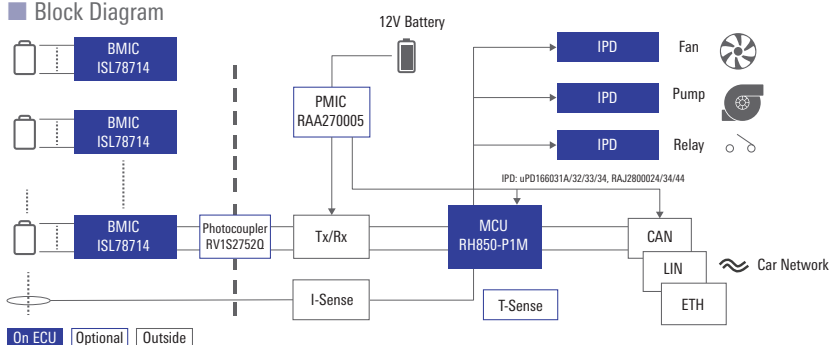 Block Diagram
12V Battery
BMIC
ISL78714
IPD
Fan
PMIC
RAA270005
IPD
Pump
BMIC
ISL78714
IPD
Relay
IPD: uPD166031A/32/33/34, RAJ2800024/34/44
BMIC
ISL78714
Photocoupler
RV1S2752Q
Tx/Rx
MCU
RH850-P1M
CAN
LIN
Car Network
I-Sense
T-Sense
ETH
On ECU
Optional
Outside